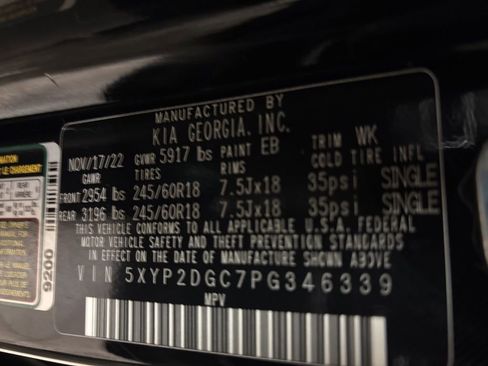 MANUFACTURED BY
KIA GEORGIA, INC.
NOV/17/22 GVWR 5917 lbs PAINT EB TRIM WK
GAWR RIMS COLD TIRE INFL
FRONT 2954 lbs 245/60R18 7.5Jx18 35psi SINGLE
REAR 3196 lbs 245/60R18 7.5Jx18 35psi SINGLE
THIS VEHICLE CONFORMS TO ALL APPLICABLE U.S.A. FEDERAL
MOTOR VEHICLE SAFETY AND THEFT PREVENTION STANDARDS
IN EFFECT ON THE DATE OF MANUFACTURE SHOWN ABOVE
VIN 5XYP2DGC7PG346339
MPV
9200